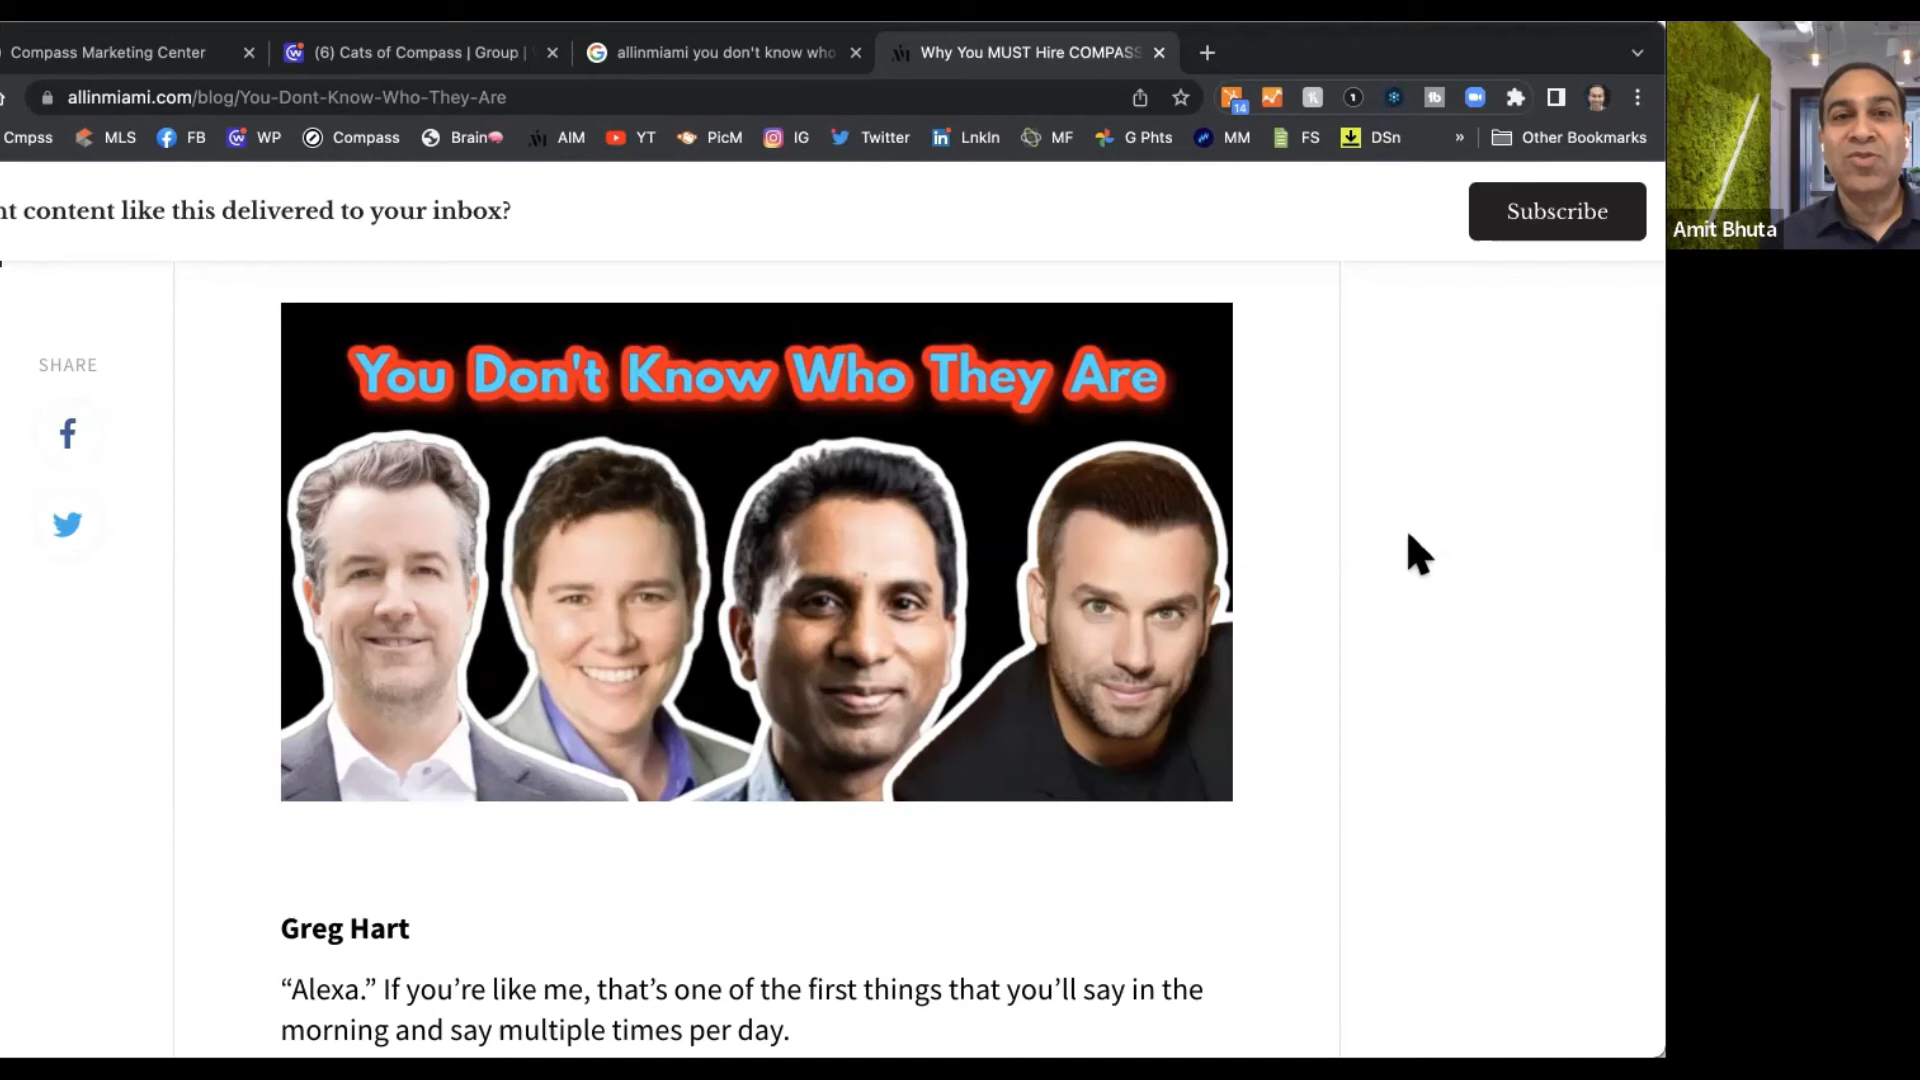 Compass Marketing Center
(6) Cats of Compass | Group |
allinmiami you don't know who
Why You MUST Hire COMPASS
allinmiami.com/blog/You-Dont-Know-Who-They-Are
14
Cmpss MLS FB WP Compass Brain AIM YT PicM IG Twitter LnkIn MF G Phts MM FS DSn » Other Bookmarks
nt content like this delivered to your inbox?
Subscribe
Amit Bhuta
SHARE
You Don't Know Who They Are
Greg Hart
“Alexa.” If you’re like me, that’s one of the first things that you’ll say in the
morning and say multiple times per day.